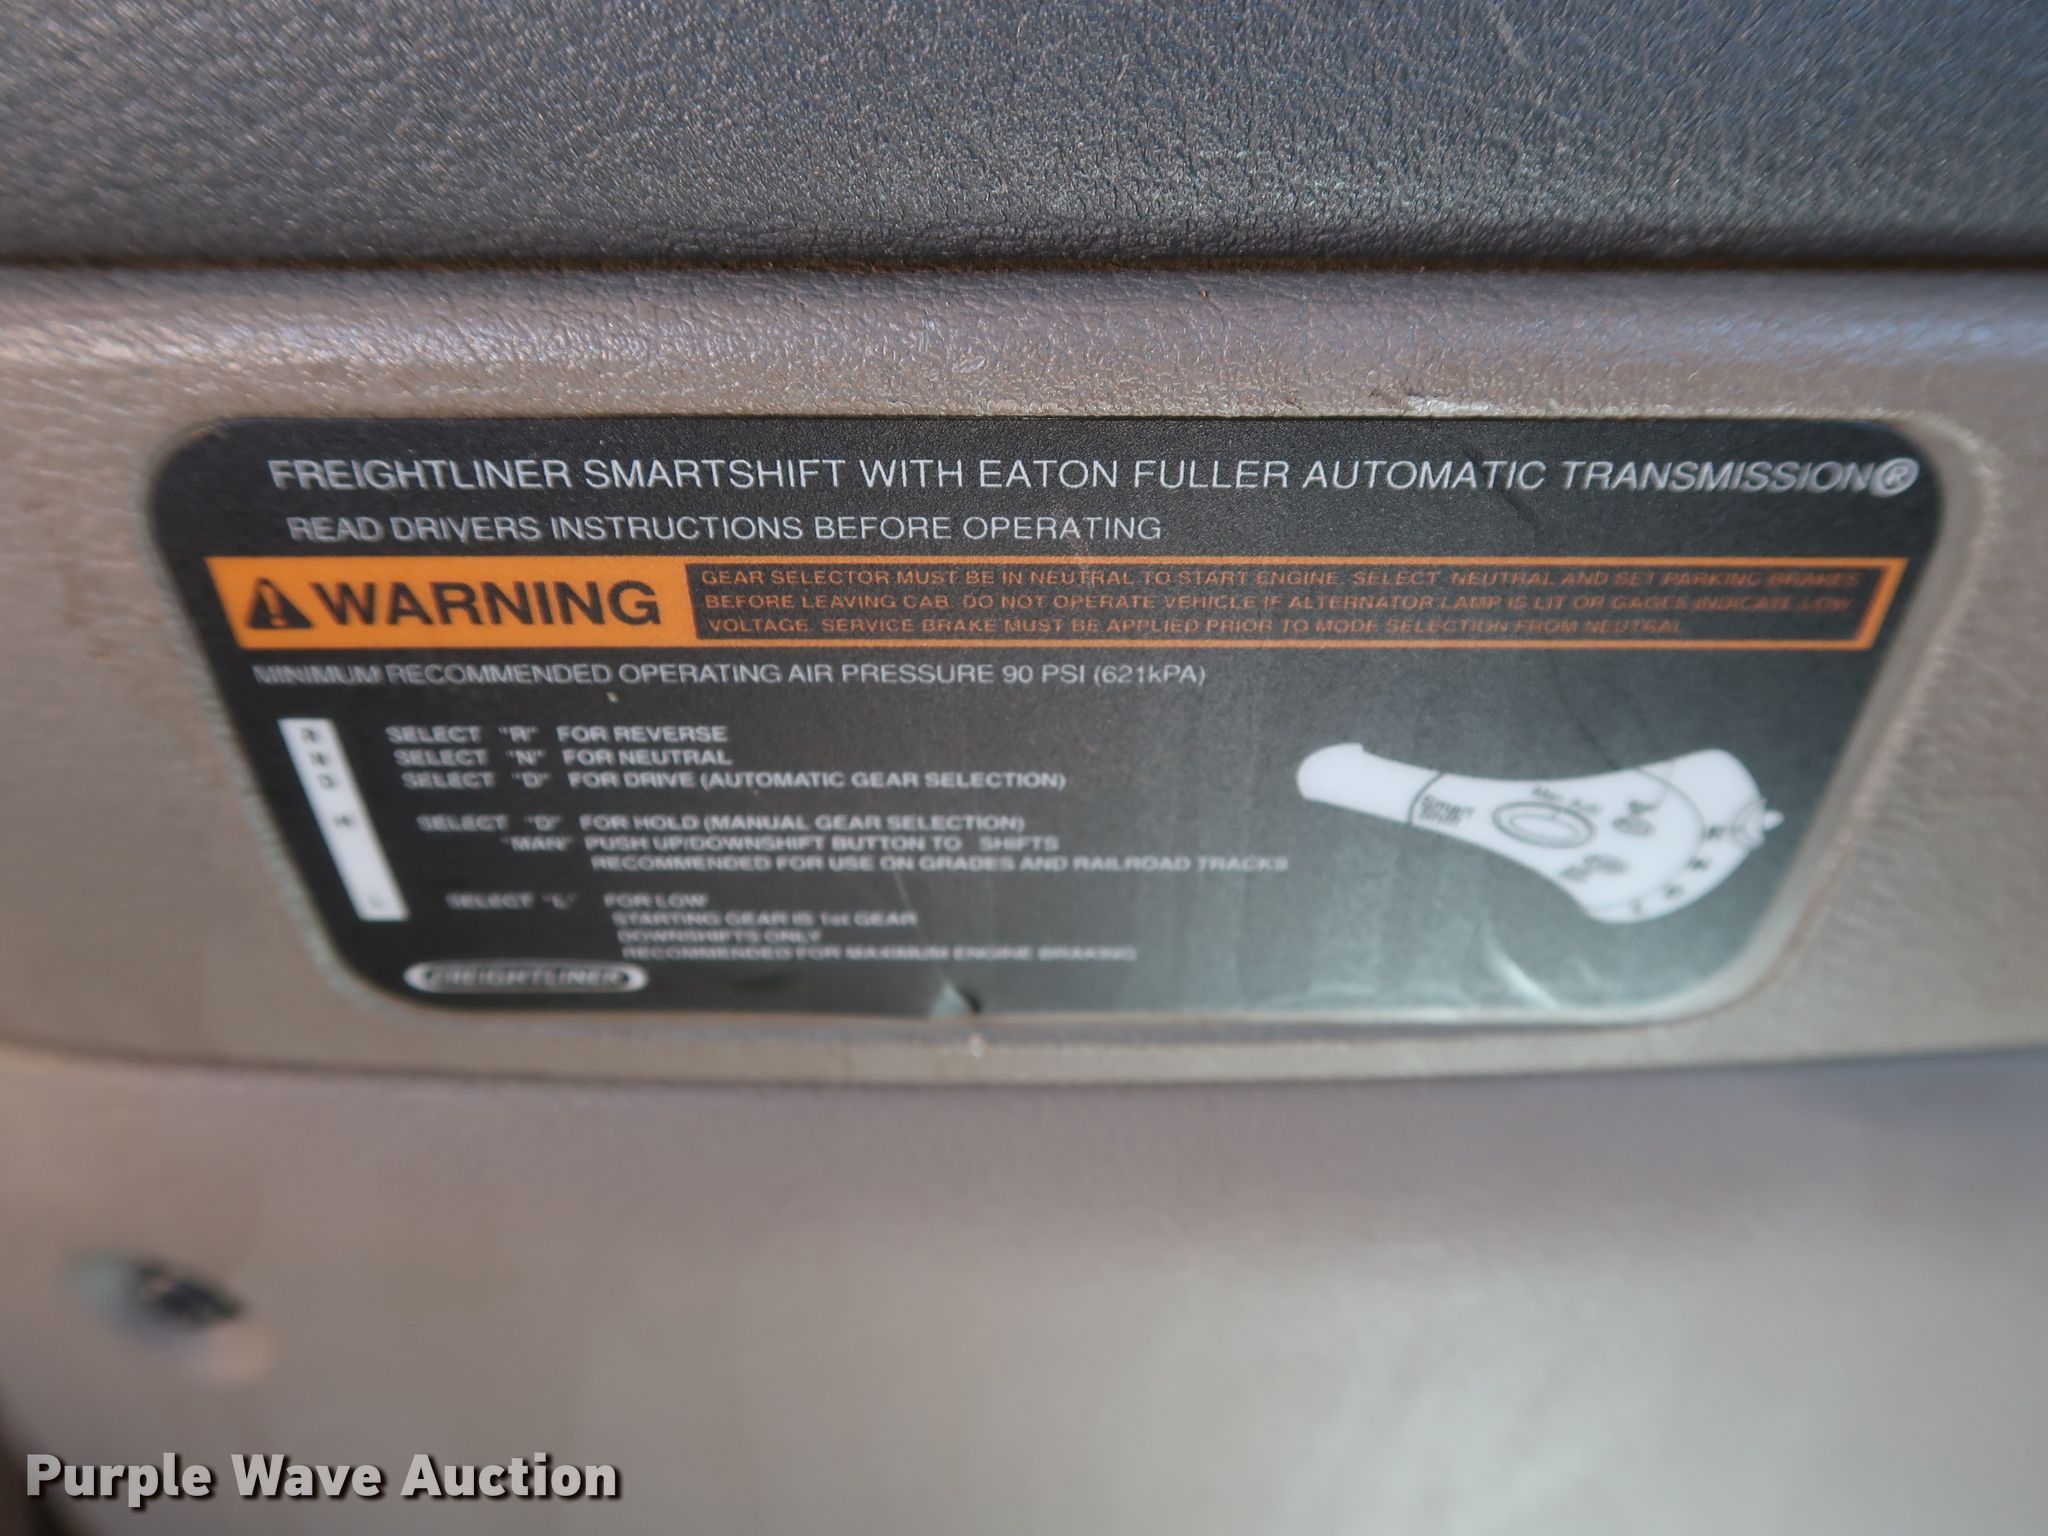 FREIGHTLINER SMARTSHIFT WITH EATON FULLER AUTOMATIC TRANSMISSION®
READ DRIVERS INSTRUCTIONS BEFORE OPERATING
WARNING
GEAR SELECTOR MUST BE IN NEUTRAL TO START ENGINE. SELECT NEUTRAL AND SET PARKING BRAKES
BEFORE LEAVING CAB. DO NOT OPERATE VEHICLE IF ALTERNATOR LAMP IS LIT OR GAGES INDICATE LOW
VOLTAGE. SERVICE BRAKE MUST BE APPLIED PRIOR TO MODE SELECTION FROM NEUTRAL
MINIMUM RECOMMENDED OPERATING AIR PRESSURE 90 PSI (621kPA)
R
N
D
H
L
SELECT "R" FOR REVERSE
SELECT "N" FOR NEUTRAL
SELECT "D" FOR DRIVE (AUTOMATIC GEAR SELECTION)
SELECT "D" FOR HOLD (MANUAL GEAR SELECTION)
"MAN" PUSH UP/DOWNSHIFT BUTTON TO SHIFTS
RECOMMENDED FOR USE ON GRADES AND RAILROAD TRACKS
SELECT "L" FOR LOW
STARTING GEAR IS 1st GEAR
DOWNSHIFTS ONLY
RECOMMENDED FOR MAXIMUM ENGINE BRAKING
FREIGHTLINER
Smart
Shift
Man Auto
Purple Wave Auction